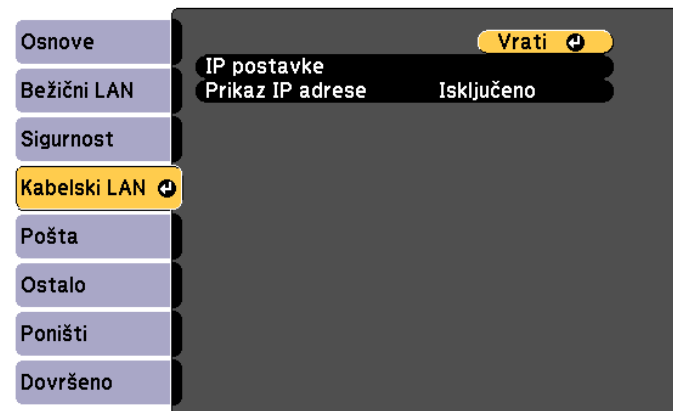 Osnove
Bežični LAN
Sigurnost
Kabelski LAN
Pošta
Ostalo
Poništi
Dovršeno
Vrati
IP postavke
Prikaz IP adrese Isključeno